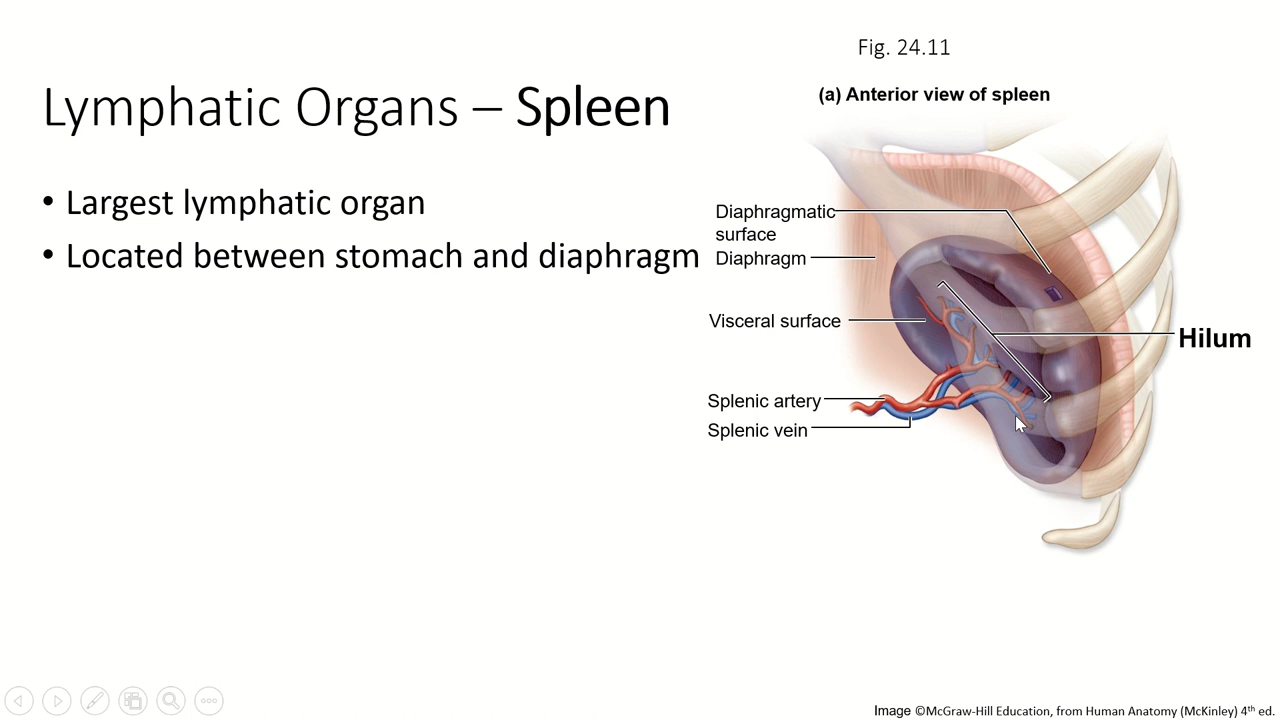 Fig. 24.11
Lymphatic Organs – Spleen
(a) Anterior view of spleen
• Largest lymphatic organ
• Located between stomach and diaphragm
Diaphragmatic
surface
Diaphragm
Visceral surface
Hilum
Splenic artery
Splenic vein
Image ©McGraw-Hill Education, from Human Anatomy (McKinley) 4th ed.